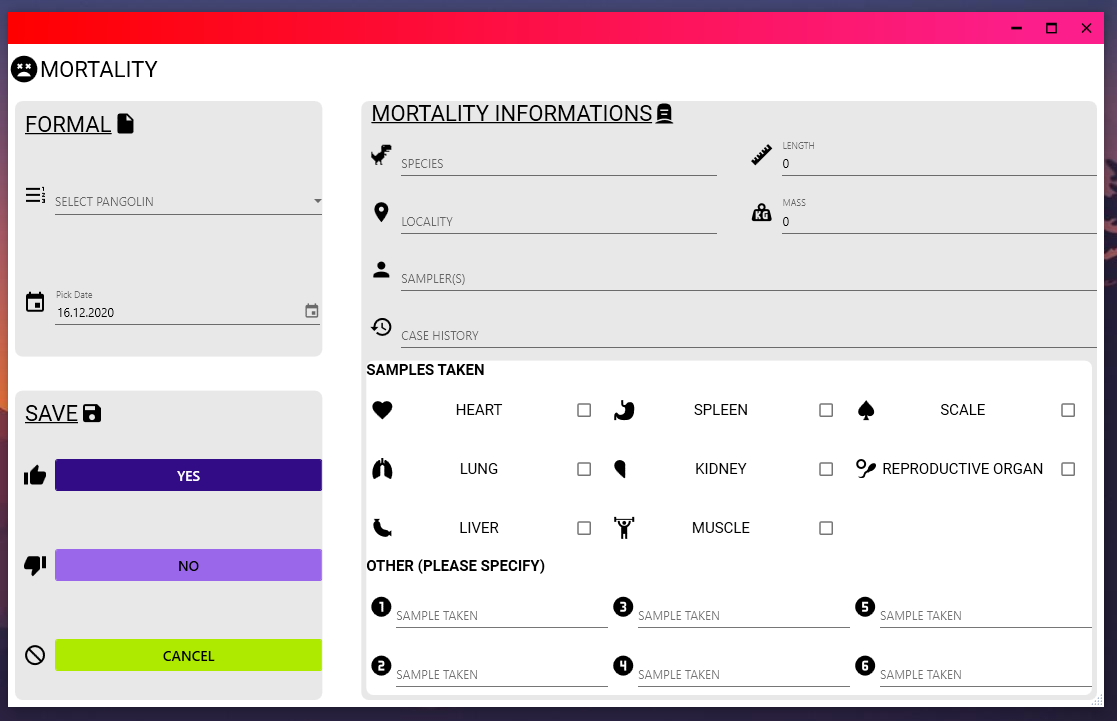 MORTALITY
FORMAL
SELECT PANGOLIN
Pick Date
16.12.2020
SAVE
YES
NO
CANCEL
MORTALITY INFORMATIONS
SPECIES
LENGTH
0
LOCALITY
KG
MASS
0
SAMPLER(S)
CASE HISTORY
SAMPLES TAKEN
HEART
SPLEEN
SCALE
LUNG
KIDNEY
REPRODUCTIVE ORGAN
LIVER
MUSCLE
OTHER (PLEASE SPECIFY)
1 SAMPLE TAKEN
3 SAMPLE TAKEN
5 SAMPLE TAKEN
2 SAMPLE TAKEN
4 SAMPLE TAKEN
6 SAMPLE TAKEN